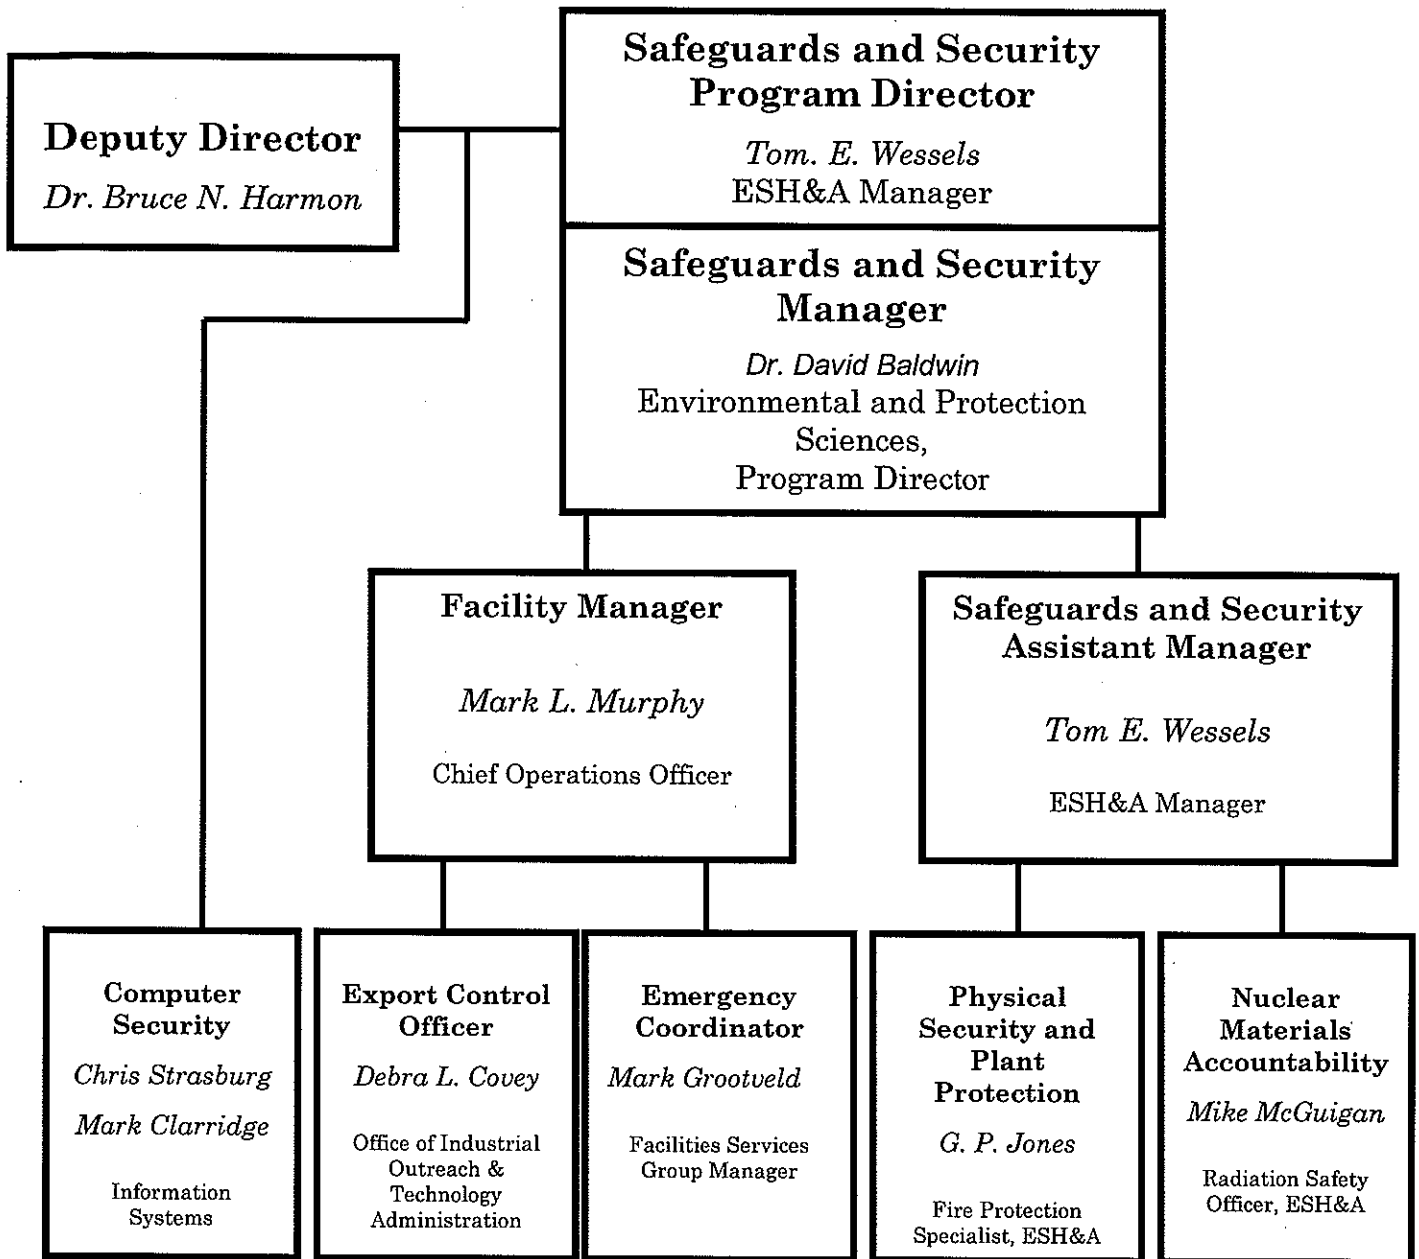 Deputy Director
Dr. Bruce N. Harmon
Safeguards and Security
Program Director
Tom. E. Wessels
ESH&A Manager
Safeguards and Security
Manager
Dr. David Baldwin
Environmental and Protection
Sciences,
Program Director
Facility Manager
Mark L. Murphy
Chief Operations Officer
Safeguards and Security
Assistant Manager
Tom E. Wessels
ESH&A Manager
Computer
Security
Chris Strasburg
Mark Clarridge
Information
Systems
Export Control
Officer
Debra L. Covey
Office of Industrial
Outreach &
Technology
Administration
Emergency
Coordinator
Mark Grootveld
Facilities Services
Group Manager
Physical
Security and
Plant
Protection
G. P. Jones
Fire Protection
Specialist, ESH&A
Nuclear
Materials
Accountability
Mike McGuigan
Radiation Safety
Officer, ESH&A